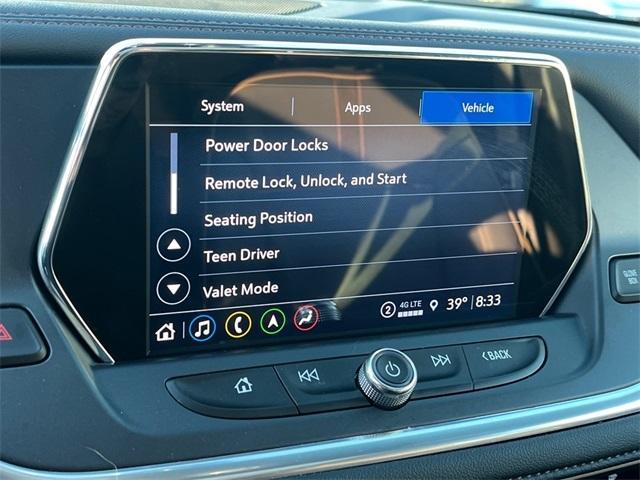 System Apps Vehicle
Power Door Locks
Remote Lock, Unlock, and Start
Seating Position
Teen Driver
Valet Mode
2 4G LTE 39° 8:33
BACK
GLOVE
BOX